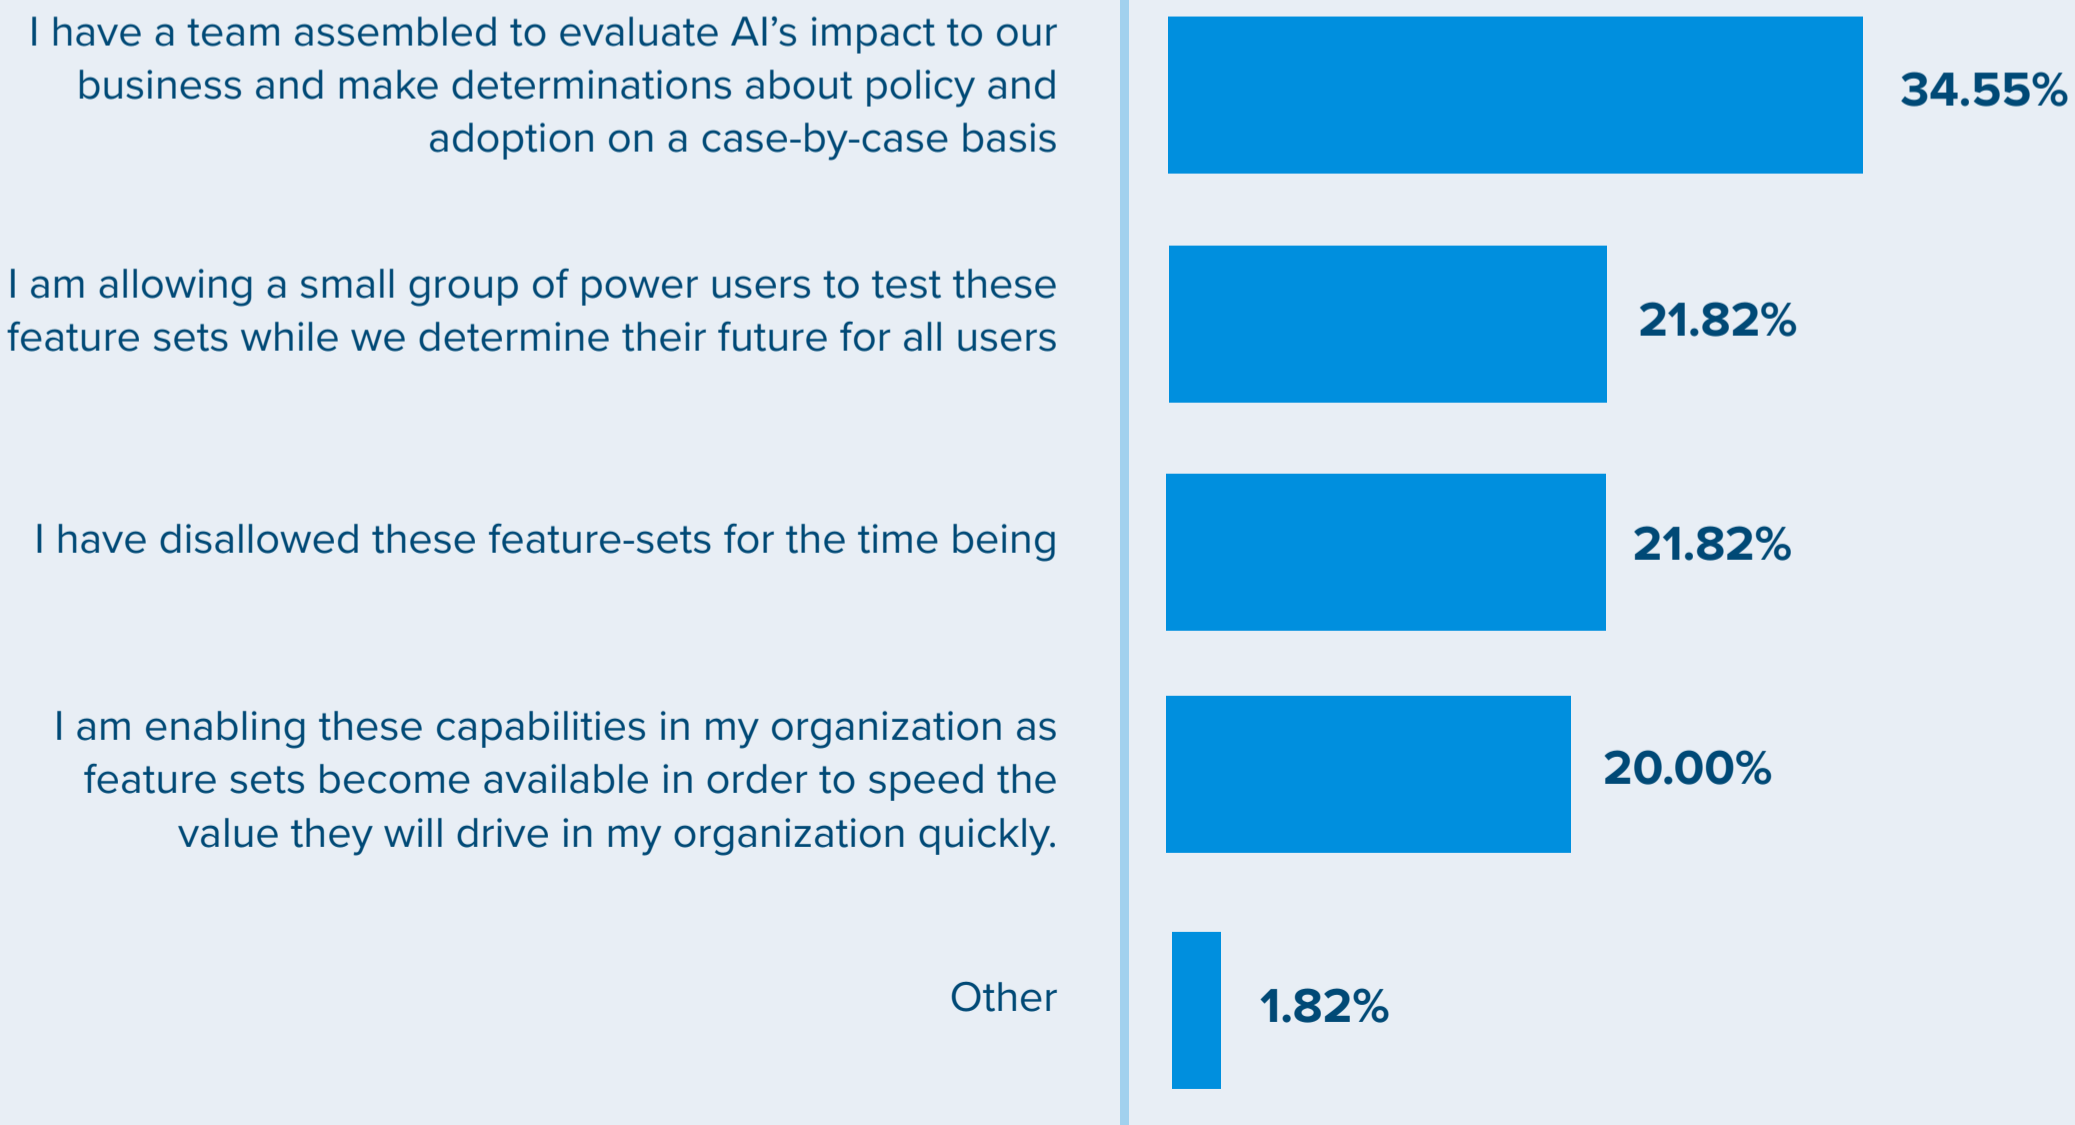 I have a team assembled to evaluate AI’s impact to our
business and make determinations about policy and
adoption on a case-by-case basis
34.55%
I am allowing a small group of power users to test these
feature sets while we determine their future for all users
21.82%
I have disallowed these feature-sets for the time being
21.82%
I am enabling these capabilities in my organization as
feature sets become available in order to speed the
value they will drive in my organization quickly.
20.00%
Other
1.82%